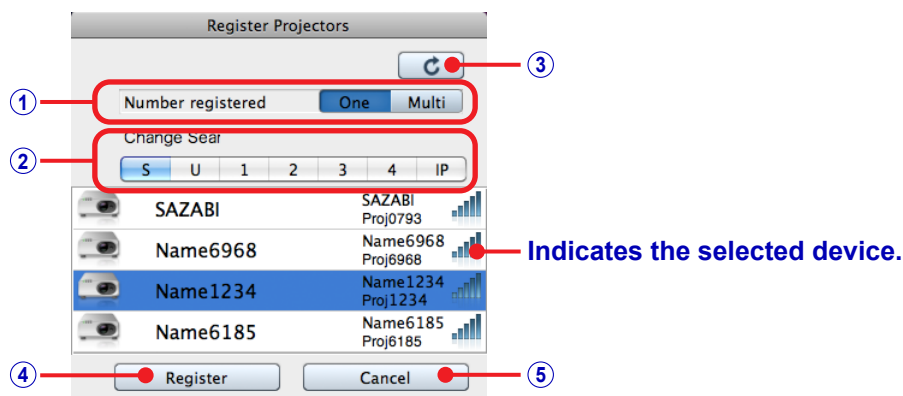 Register Projectors
③
① Number registered One Multi
Change Sear
② S U 1 2 3 4 IP
SAZABI SAZABI
Proj0793
Name6968 Name6968
Proj6968
Indicates the selected device.
Name1234 Name1234
Proj1234
Name6185 Name6185
Proj6185
④ Register Cancel ⑤